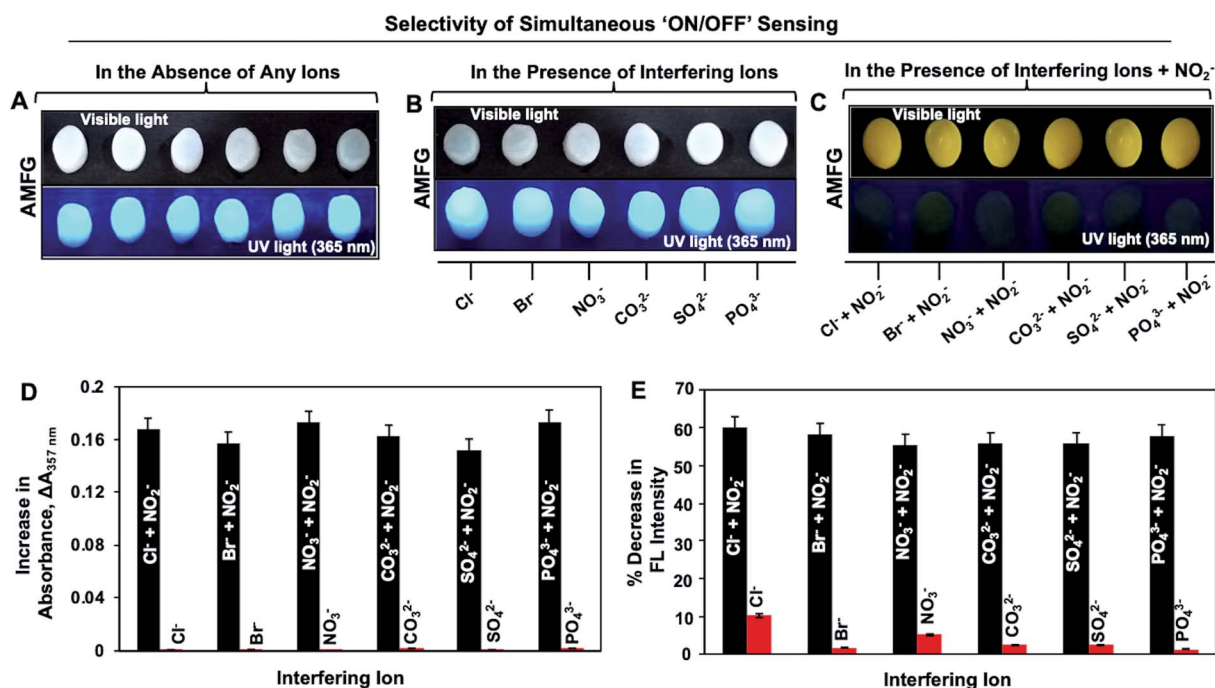 Selectivity of Simultaneous 'ON/OFF' Sensing
In the Absence of Any Ions
In the Presence of Interfering Ions
In the Presence of Interfering Ions + NO₂⁻
A
Visible light
AMFG
UV light (365 nm)
B
Visible light
AMFG
UV light (365 nm)
Cl⁻
Br⁻
NO₃⁻
CO₃²⁻
SO₄²⁻
PO₄³⁻
C
Visible light
AMFG
UV light (365 nm)
Cl⁻ + NO₂⁻
Br⁻ + NO₂⁻
NO₃⁻ + NO₂⁻
CO₃²⁻ + NO₂⁻
SO₄²⁻ + NO₂⁻
PO₄³⁻ + NO₂⁻
D
Increase in
Absorbance, ΔA₃₅₇ ₙₘ
0.2
0.16
0.12
0.08
0.04
0
Cl⁻ + NO₂⁻
Cl⁻
Br⁻ + NO₂⁻
Br⁻
NO₃⁻ + NO₂⁻
NO₃⁻
CO₃²⁻ + NO₂⁻
CO₃²⁻
SO₄²⁻ + NO₂⁻
SO₄²⁻
PO₄³⁻ + NO₂⁻
PO₄³⁻
Interfering Ion
E
% Decrease in
FL Intensity
70
60
50
40
30
20
10
0
Cl⁻ + NO₂⁻
Cl⁻
Br⁻ + NO₂⁻
Br⁻
NO₃⁻ + NO₂⁻
NO₃⁻
CO₃²⁻ + NO₂⁻
CO₃²⁻
SO₄²⁻ + NO₂⁻
SO₄²⁻
PO₄³⁻ + NO₂⁻
PO₄³⁻
Interfering Ion